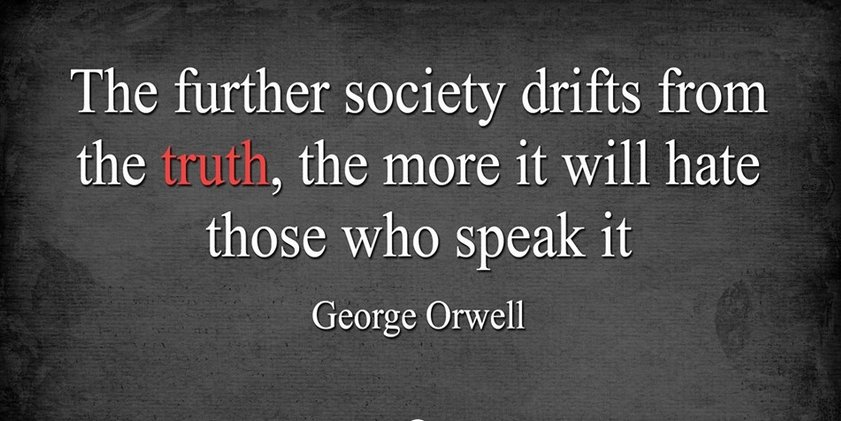 The further society drifts from
the truth, the more it will hate
those who speak it
George Orwell